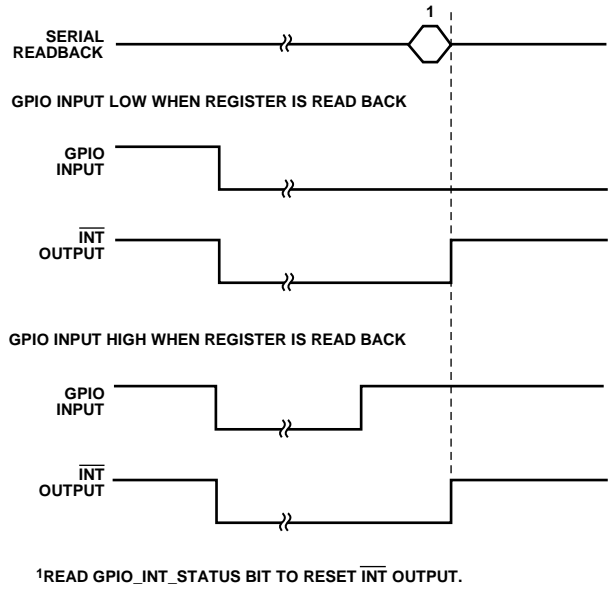 1
SERIAL
READBACK
GPIO INPUT LOW WHEN REGISTER IS READ BACK
GPIO
INPUT
INT
OUTPUT
GPIO INPUT HIGH WHEN REGISTER IS READ BACK
GPIO
INPUT
INT
OUTPUT
1READ GPIO_INT_STATUS BIT TO RESET INT OUTPUT.